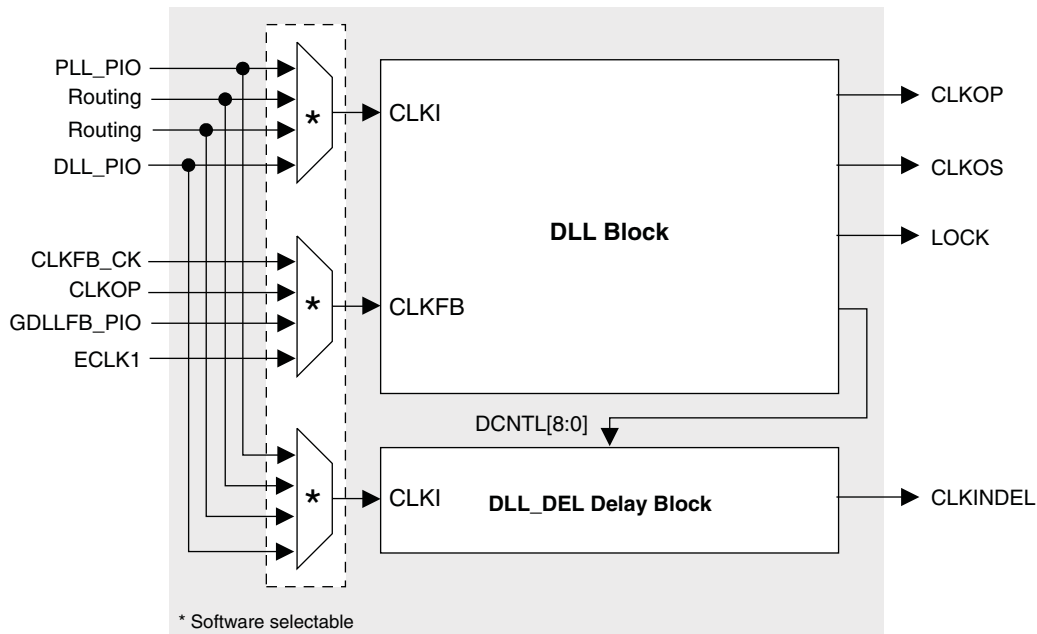 PLL_PIO
Routing
Routing
DLL_PIO
*
CLKI
CLKOP
CLKOS
LOCK
DLL Block
CLKFB_CK
CLKOP
GDLLFB_PIO
ECLK1
*
CLKFB
DCNTL[8:0]
*
CLKI
DLL_DEL Delay Block
CLKINDEL
* Software selectable